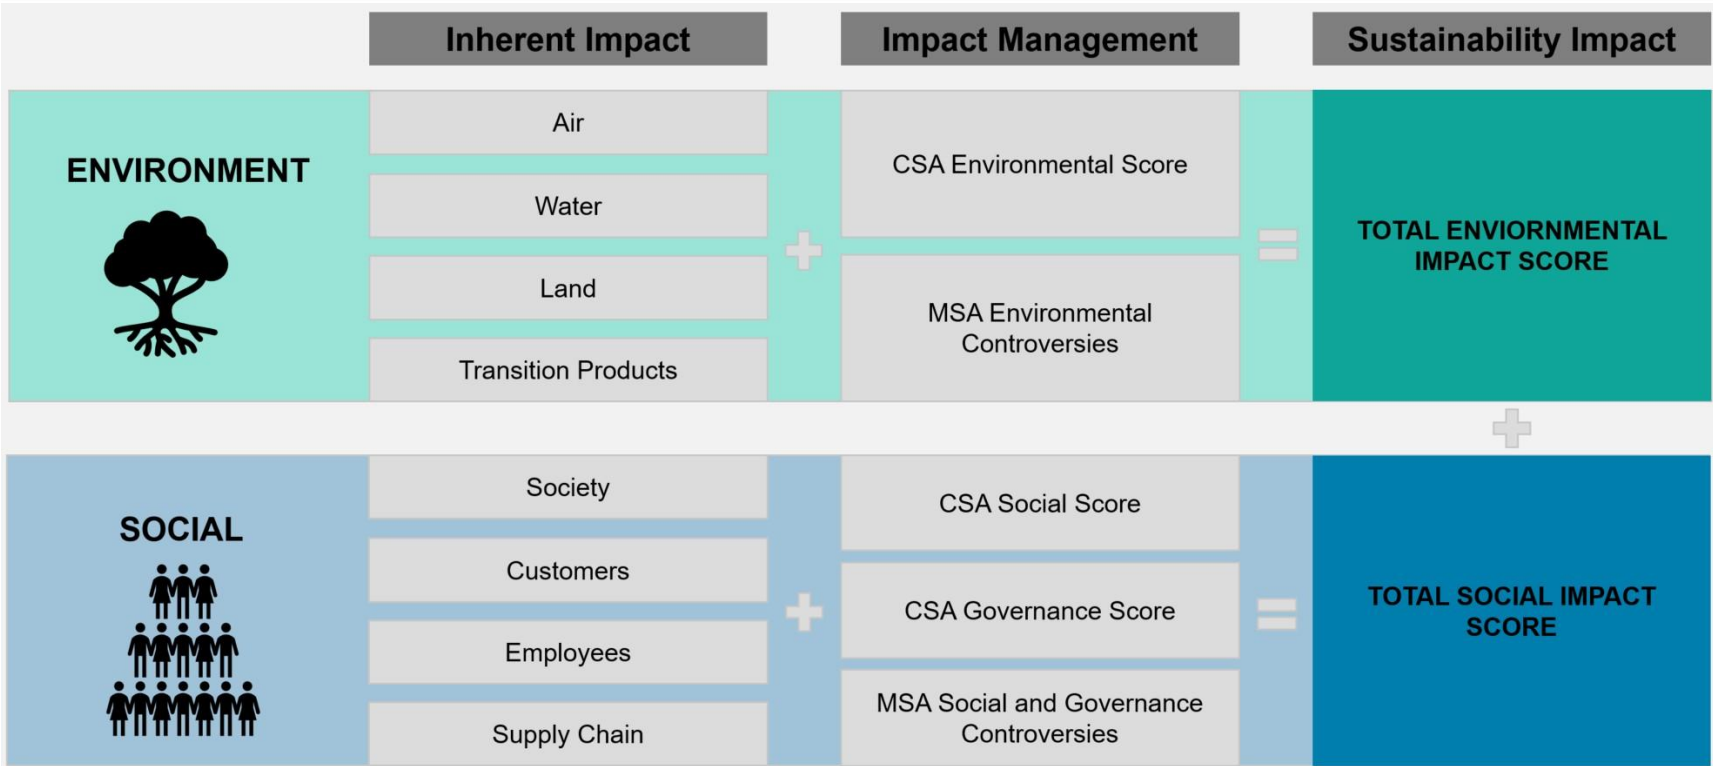 Inherent Impact
Impact Management
Sustainability Impact
ENVIRONMENT
Air
Water
Land
Transition Products
CSA Environmental Score
MSA Environmental
Controversies
TOTAL ENVIORNMENTAL
IMPACT SCORE
SOCIAL
Society
Customers
Employees
Supply Chain
CSA Social Score
CSA Governance Score
MSA Social and Governance
Controversies
TOTAL SOCIAL IMPACT
SCORE